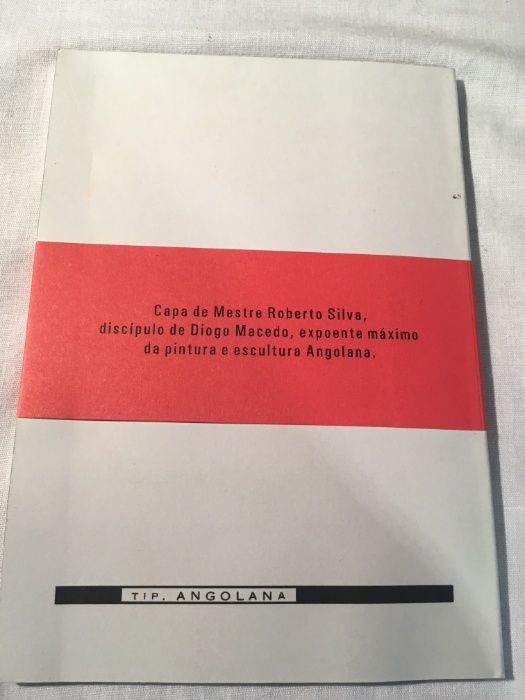 Capa de Mestre Roberto Silva,
discípulo de Diogo Macedo, expoente máximo
da pintura e escultura Angolana.
TIP. ANGOLANA